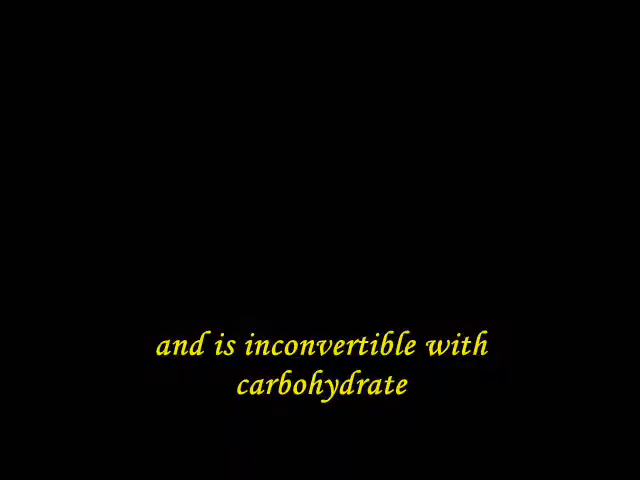 and is inconvertible with
carbohydrate